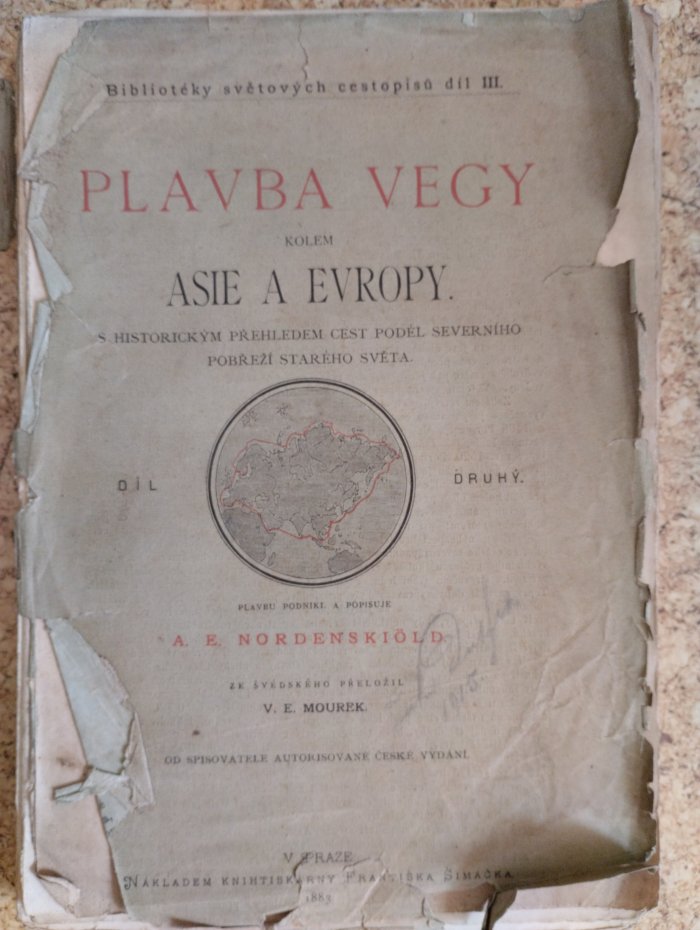 Bibliotéky světových cestopisů díl III.
PLAVBA VEGY
KOLEM
ASIE A EVROPY.
S HISTORICKÝM PŘEHLEDEM CEST PODÉL SEVERNÍHO
POBŘEŽÍ STARÉHO SVĚTA.
DÍL DRUHÝ.
PLAVBU PODNIKL A POPISUJE
A. E. NORDENSKIÖLD
ZE ŠVÉDSKÉHO PŘELOŽIL
V. E. MOUREK.
1915.
OD SPISOVATELE AUTORISOVANÉ ČESKÉ VYDÁNÍ.
V PRAZE
NÁKLADEM KNIHTISKÁRNY FRANTIŠKA ŠIMÁČKA
1883